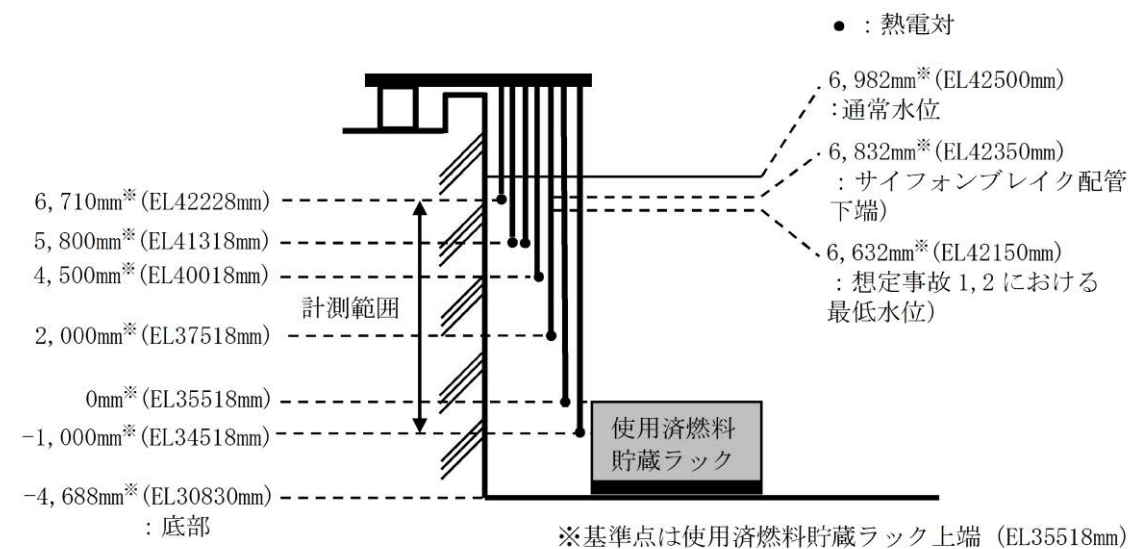 ● : 熱電対
6,982mm※(EL42500mm)
:通常水位
6,832mm※(EL42350mm)
: サイフォンブレイク配管
下端)
6,632mm※(EL42150mm)
: 想定事故 1,2 における
最低水位)
6,710mm※(EL42228mm)
5,800mm※(EL41318mm)
4,500mm※(EL40018mm)
計測範囲
2,000mm※(EL37518mm)
0mm※(EL35518mm)
-1,000mm※(EL34518mm)
使用済燃料
貯蔵ラック
-4,688mm※(EL30830mm)
: 底部
※基準点は使用済燃料貯蔵ラック上端 (EL35518mm)